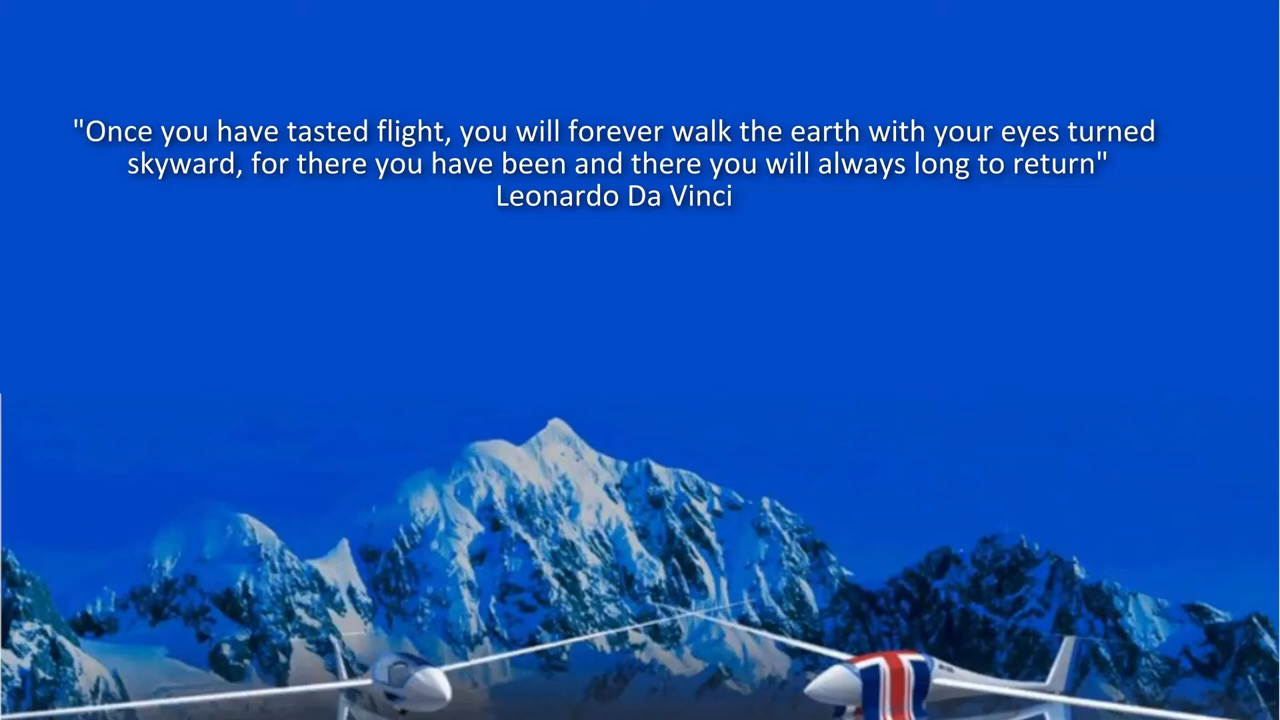 "Once you have tasted flight, you will forever walk the earth with your eyes turned
skyward, for there you have been and there you will always long to return"
Leonardo Da Vinci